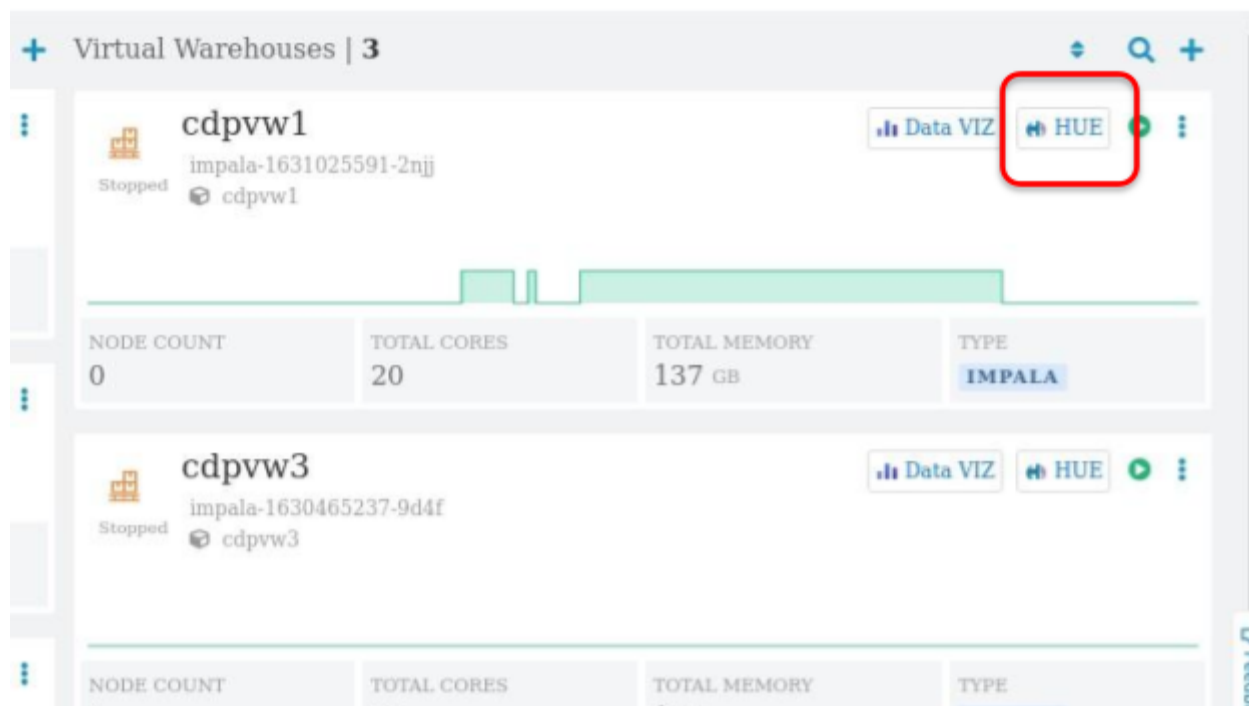 Virtual Warehouses | 3
cdpvw1
Data VIZ
HUE
impala-1631025591-2njj
Stopped
cdpvw1
NODE COUNT
TOTAL CORES
TOTAL MEMORY
TYPE
0
20
137 GB
IMPALA
cdpvw3
Data VIZ
HUE
impala-1630465237-9d4f
Stopped
cdpvw3
NODE COUNT
TOTAL CORES
TOTAL MEMORY
TYPE